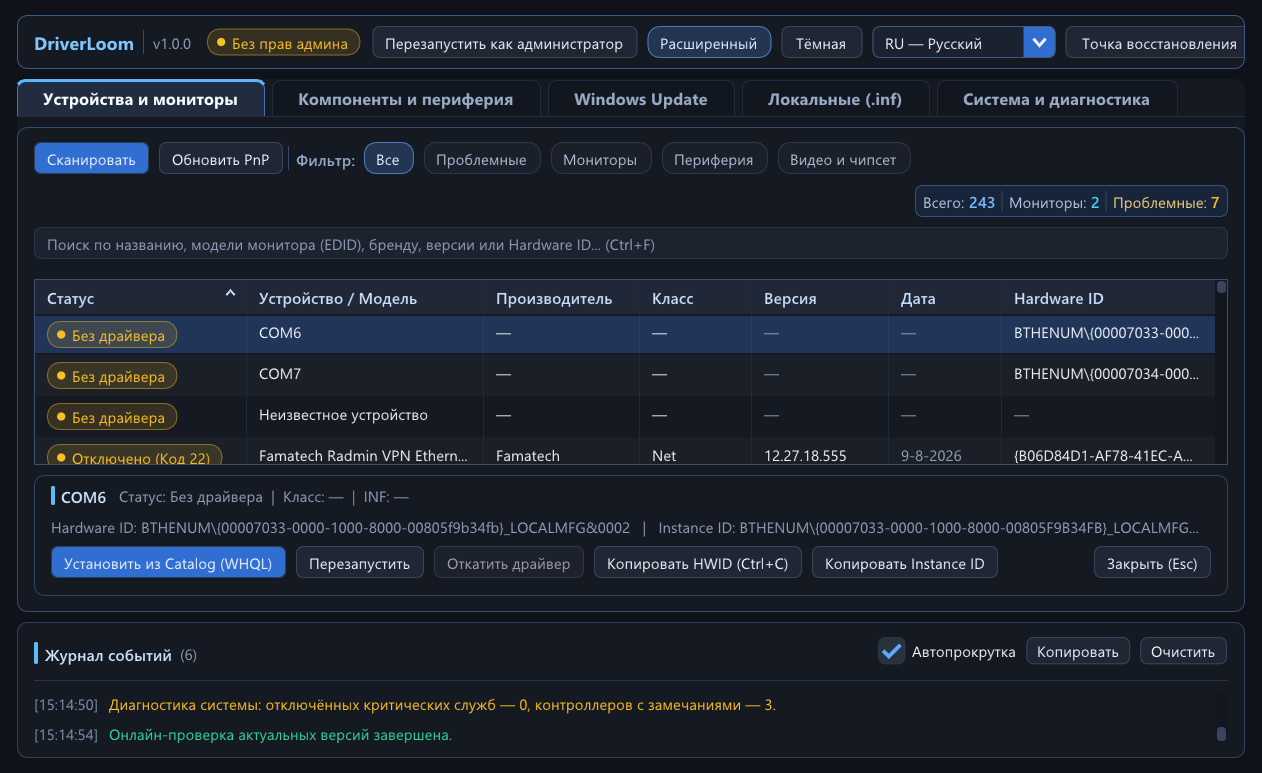 DriverLoom v1.0.0 Без прав админа Перезапустить как администратор Расширенный Тёмная RU — Русский Точка восстановления
Устройства и мониторы Компоненты и периферия Windows Update Локальные (.inf) Система и диагностика
Сканировать Обновить PnP Фильтр: Все Проблемные Мониторы Периферия Видео и чипсет
Всего: 243 Мониторы: 2 Проблемные: 7
Поиск по названию, модели монитора (EDID), бренду, версии или Hardware ID... (Ctrl+F)
Статус Устройство / Модель Производитель Класс Версия Дата Hardware ID
Без драйвера COM6 — — — — BTHENUM\{00007033-000...
Без драйвера COM7 — — — — BTHENUM\{00007034-000...
Без драйвера Неизвестное устройство — — — — —
Отключено (Код 22) Famatech Radmin VPN Ethern... Famatech Net 12.27.18.555 9-8-2026 {B06D84D1-AF78-41EC-A...
COM6 Статус: Без драйвера | Класс: — | INF: —
Hardware ID: BTHENUM\{00007033-0000-1000-8000-00805f9b34fb}_LOCALMFG&0002 | Instance ID: BTHENUM\{00007033-0000-1000-8000-00805F9B34FB}_LOCALMFG...
Установить из Catalog (WHQL) Перезапустить Откатить драйвер Копировать HWID (Ctrl+C) Копировать Instance ID Закрыть (Esc)
Журнал событий (6) Автопрокрутка Копировать Очистить
[15:14:50] Диагностика системы: отключённых критических служб — 0, контроллеров с замечаниями — 3.
[15:14:54] Онлайн-проверка актуальных версий завершена.